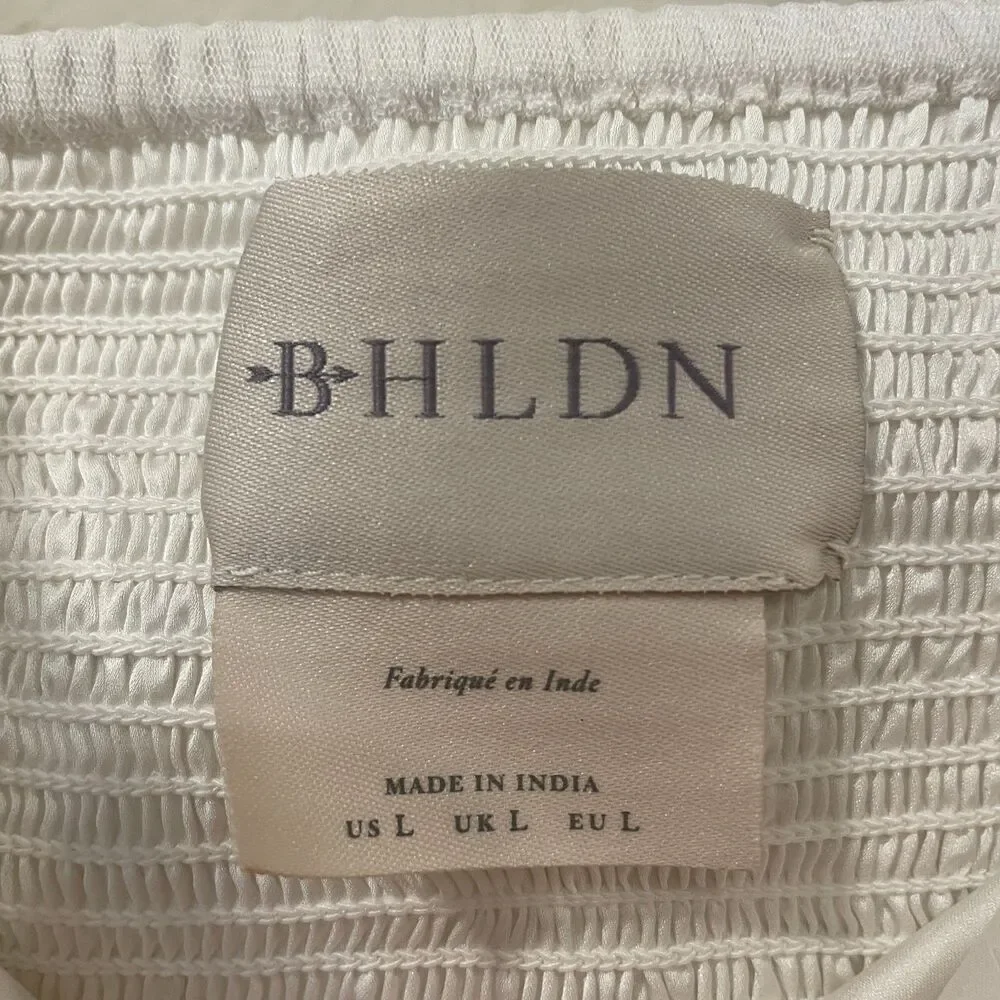 BHLDN
Fabriqué en Inde
MADE IN INDIA
US L UK L EU L